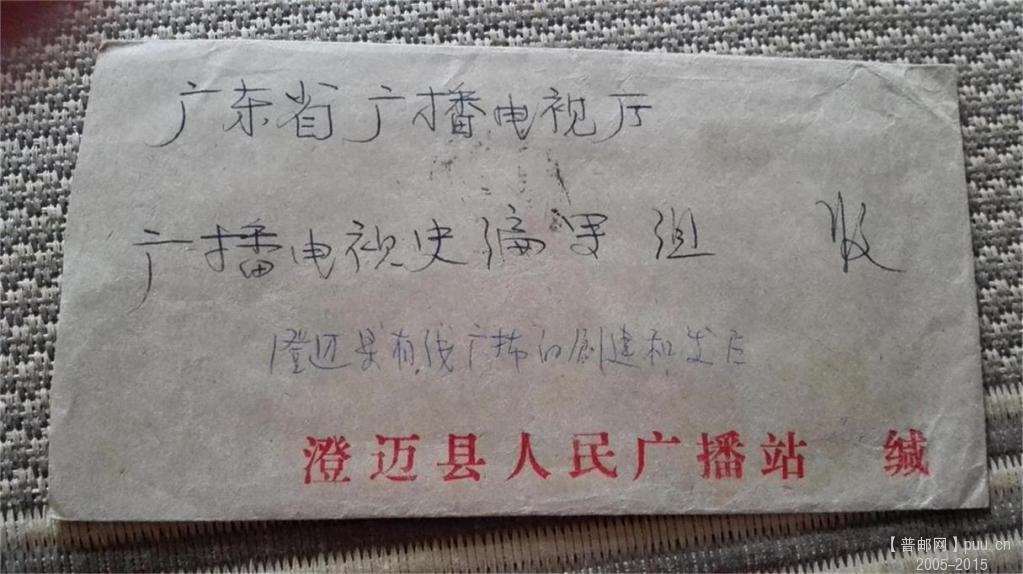 广东省广播电视厅
广播电视史编写组 收
澄迈县有线广播的创建和发展
澄迈县人民广播站 缄
【普邮网】puu.cn
2005-2015